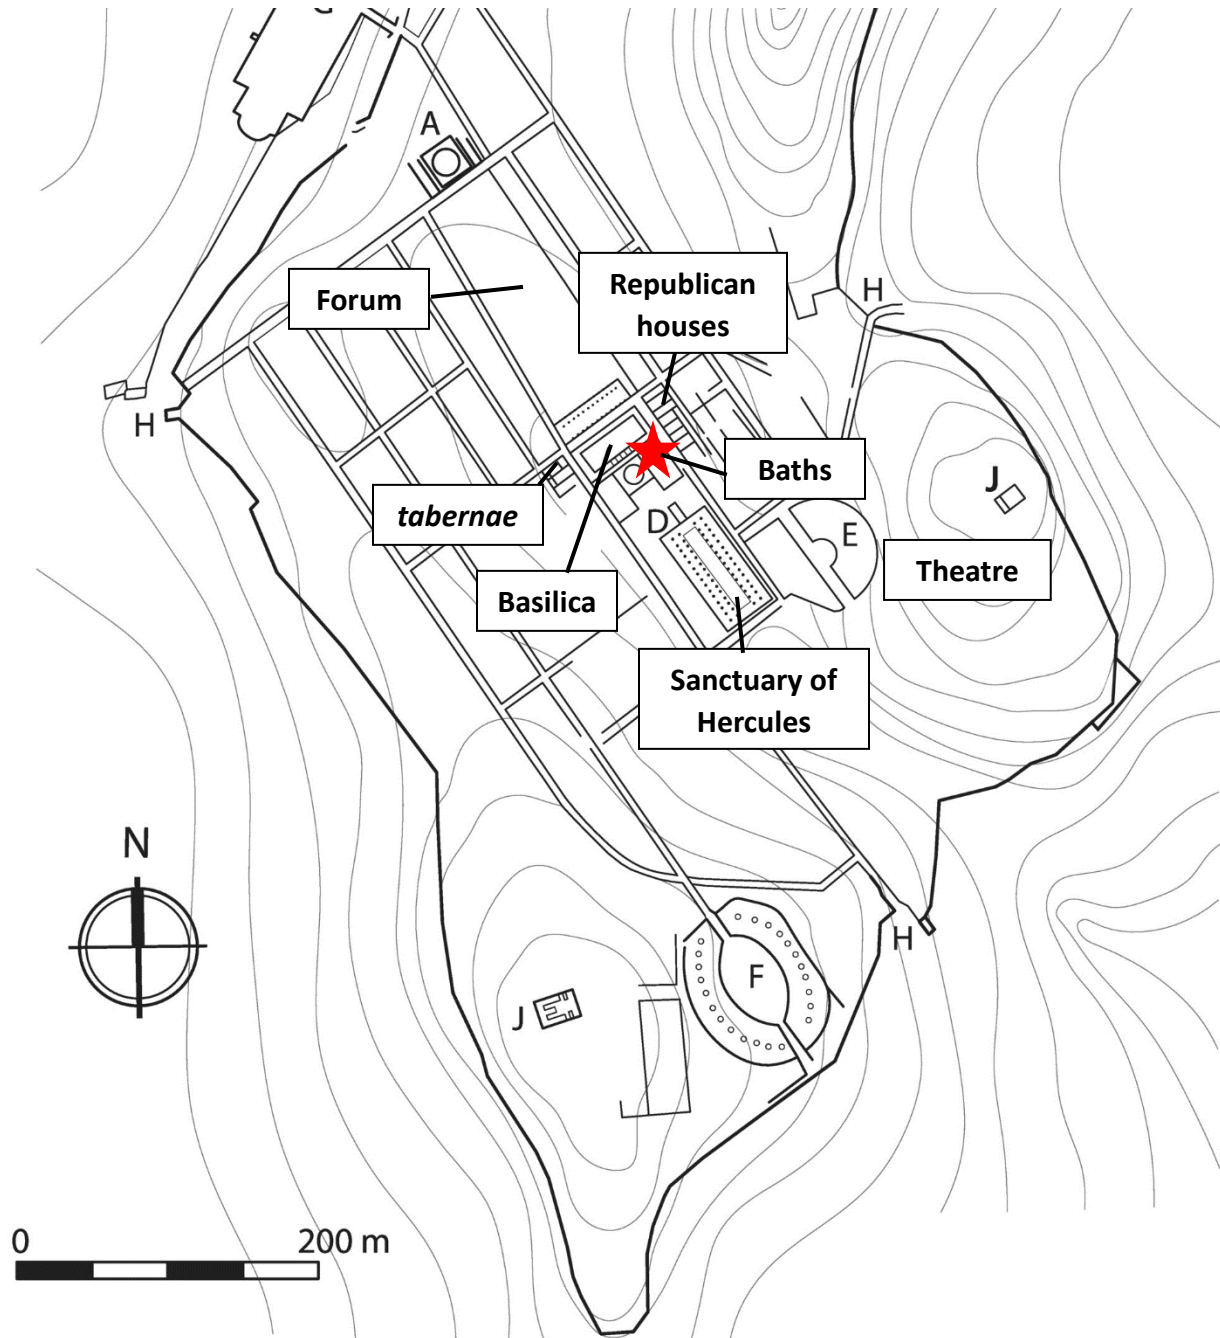 A
Forum
Republican
houses
H
H
tabernae
Baths
J
D
E
Theatre
Basilica
Sanctuary of
Hercules
N
H
F
J
0
200 m